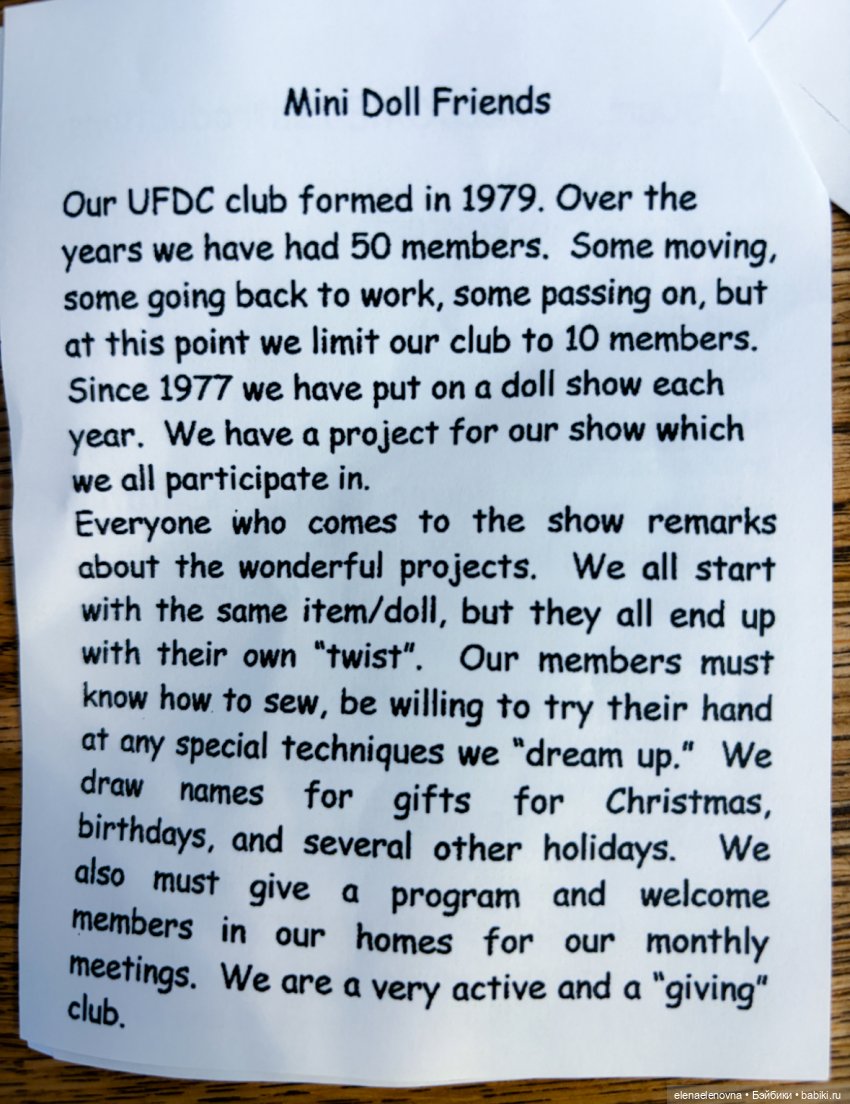 Mini Doll Friends
Our UFDC club formed in 1979. Over the
years we have had 50 members. Some moving,
some going back to work, some passing on, but
at this point we limit our club to 10 members.
Since 1977 we have put on a doll show each
year. We have a project for our show which
we all participate in.
Everyone who comes to the show remarks
about the wonderful projects. We all start
with the same item/doll, but they all end up
with their own "twist". Our members must
know how to sew, be willing to try their hand
at any special techniques we "dream up." We
draw names for gifts for Christmas,
birthdays, and several other holidays. We
also must give a program and welcome
members in our homes for our monthly
meetings. We are a very active and a "giving"
club.
elenaelenovna • Бэйбики • babiki.ru